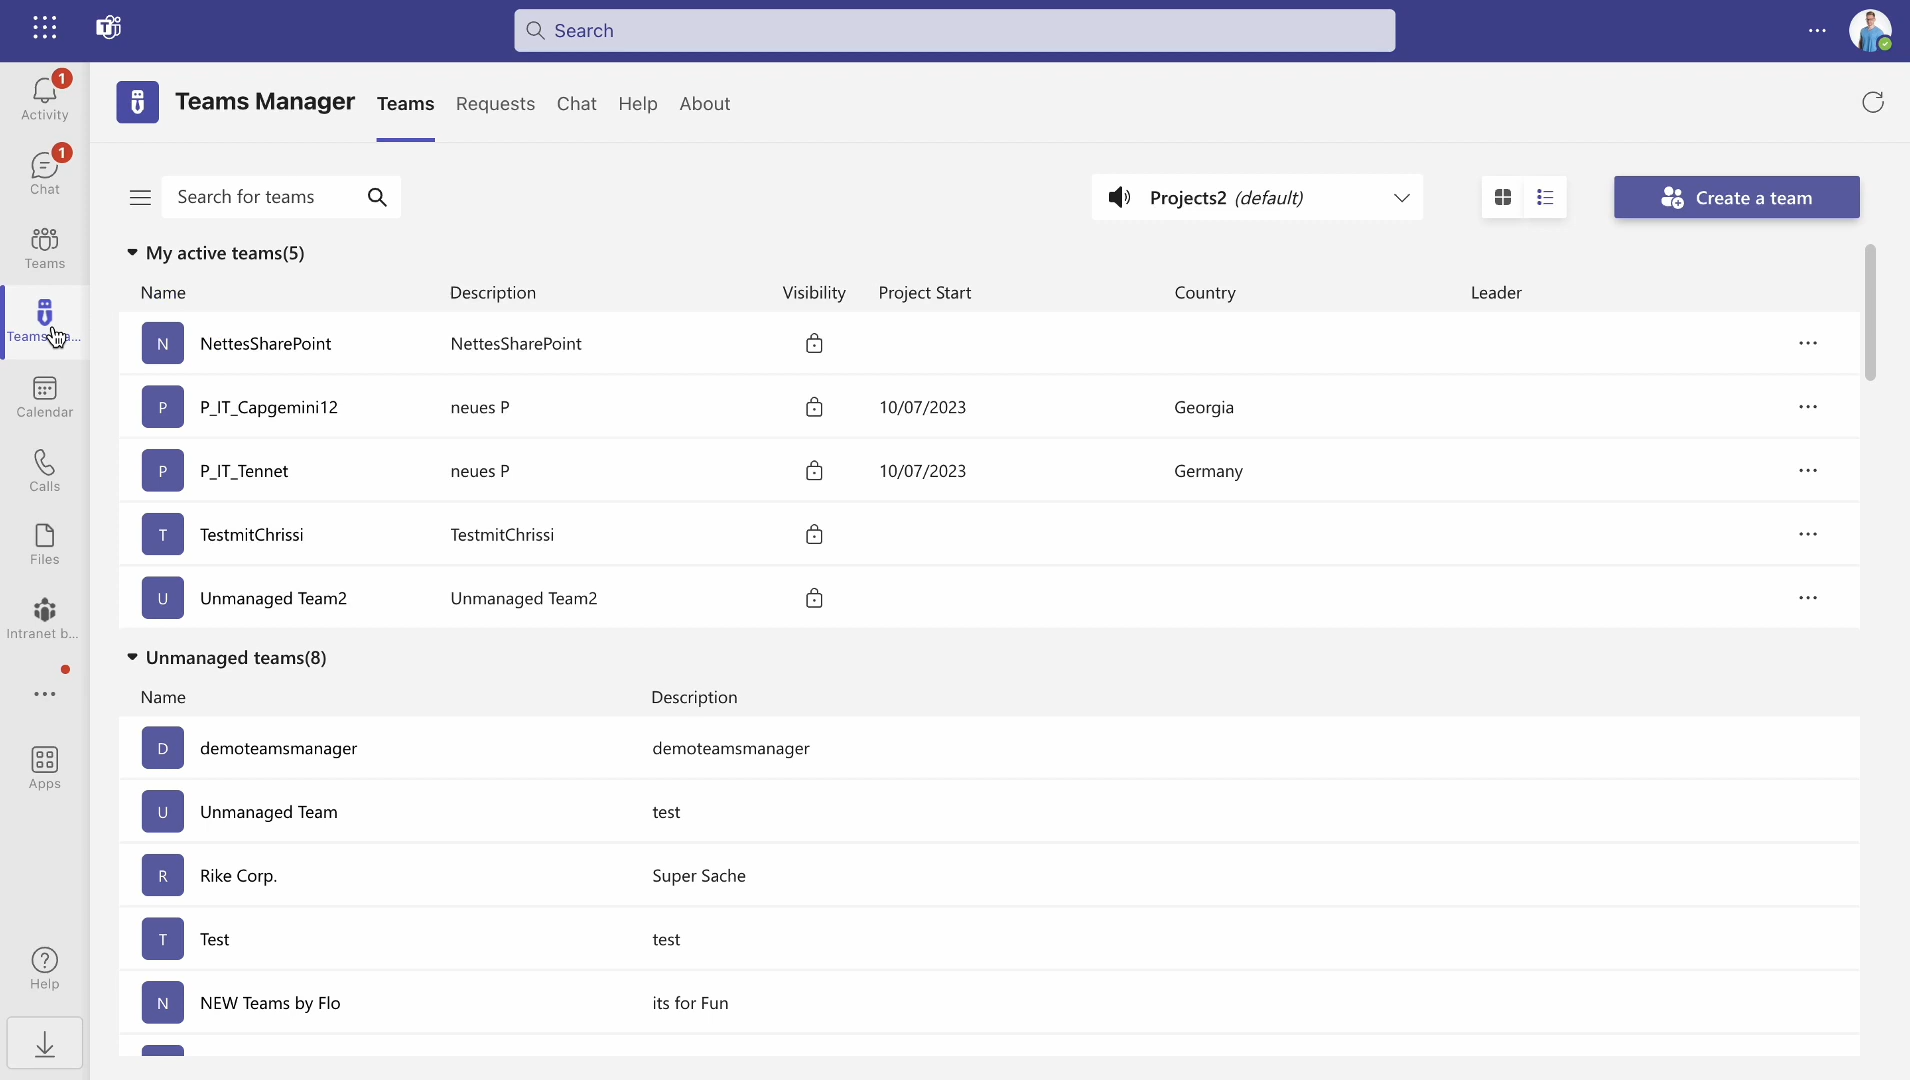 Search
1
Activity
1
Chat
Teams
Teams Ma...
Calendar
Calls
Files
Intranet b...
Apps
Help
Teams Manager Teams Requests Chat Help About
Search for teams
Projects2 (default)
Create a team
My active teams(5)
Name Description Visibility Project Start Country Leader
N NettesSharePoint NettesSharePoint
P P_IT_Capgemini12 neues P 10/07/2023 Georgia
P P_IT_Tennet neues P 10/07/2023 Germany
T TestmitChrissi TestmitChrissi
U Unmanaged Team2 Unmanaged Team2
Unmanaged teams(8)
Name Description
D demoteamsmanager demoteamsmanager
U Unmanaged Team test
R Rike Corp. Super Sache
T Test test
N NEW Teams by Flo its for Fun